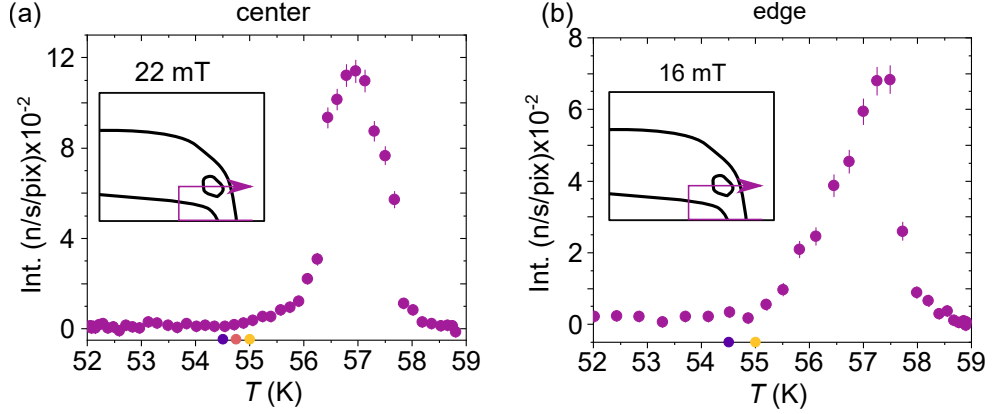 (a)
center
Int. (n/s/pix)x10-2
12
8
4
0
22 mT
52
53
54
55
56
57
58
59
T (K)
(b)
edge
Int. (n/s/pix)x10-2
8
6
4
2
0
16 mT
52
53
54
55
56
57
58
59
T (K)